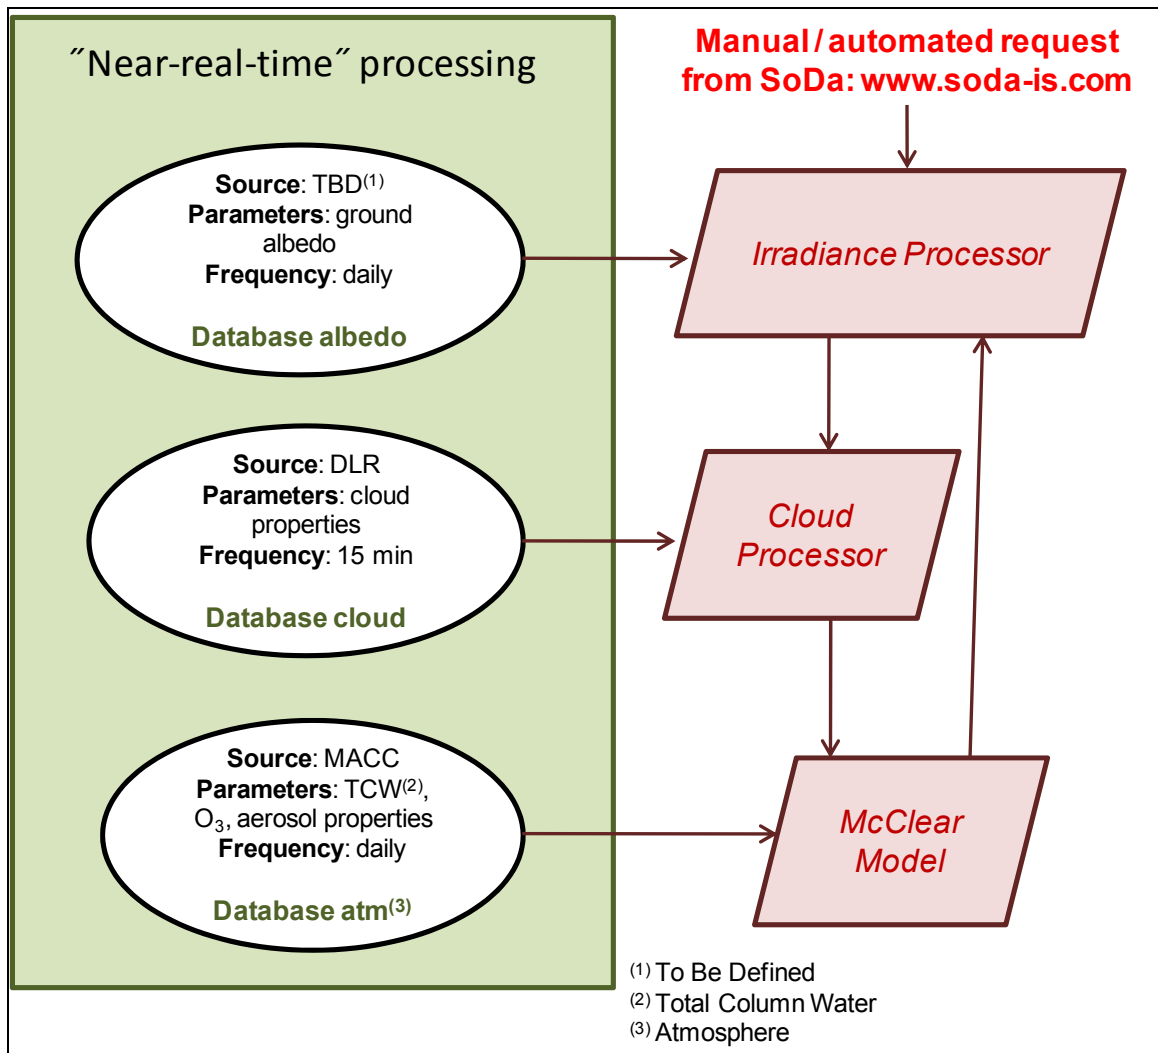 ˝Near-real-time˝ processing
Manual / automated request
from SoDa: www.soda-is.com
Source: TBD(1)
Parameters: ground
albedo
Frequency: daily
Database albedo
Irradiance Processor
Source: DLR
Parameters: cloud
properties
Frequency: 15 min
Database cloud
Cloud
Processor
Source: MACC
Parameters: TCW(2),
O3, aerosol properties
Frequency: daily
Database atm(3)
McClear
Model
(1) To Be Defined
(2) Total Column Water
(3) Atmosphere